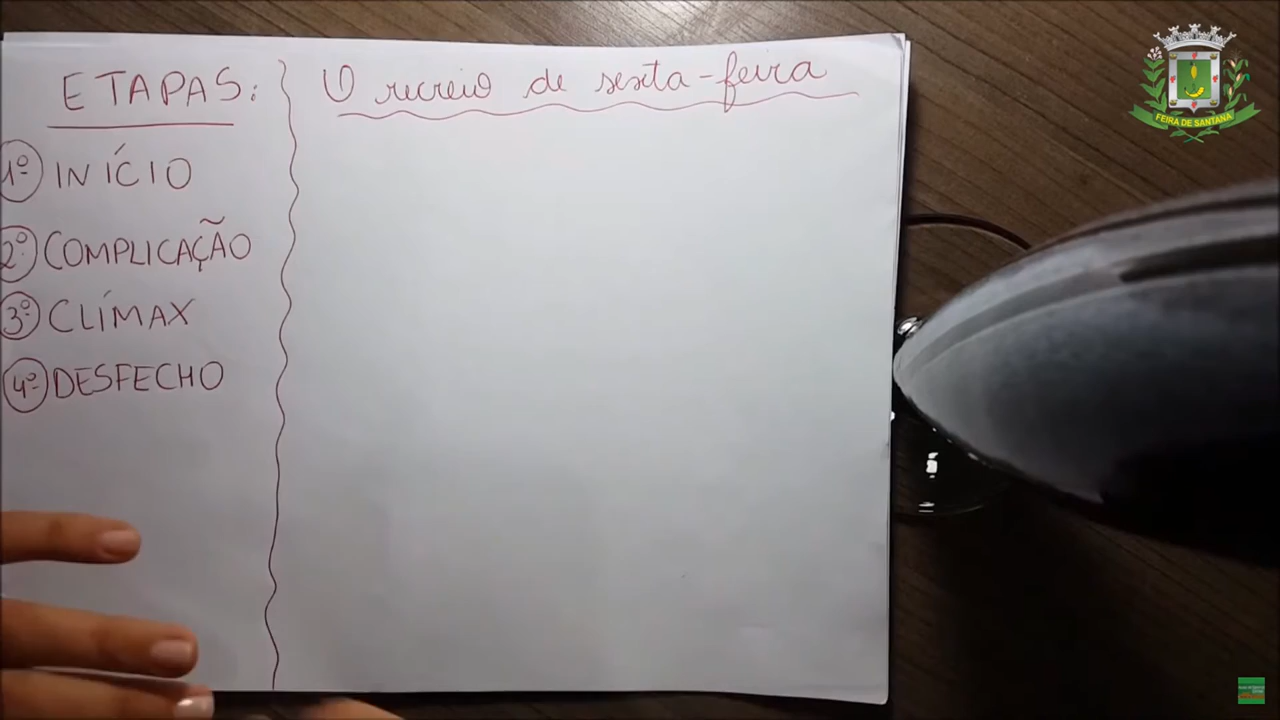 ETAPAS:
1º INÍCIO
2º COMPLICAÇÃO
3º CLÍMAX
4º DESFECHO
O recreio de sexta-feira
FEIRA DE SANTANA